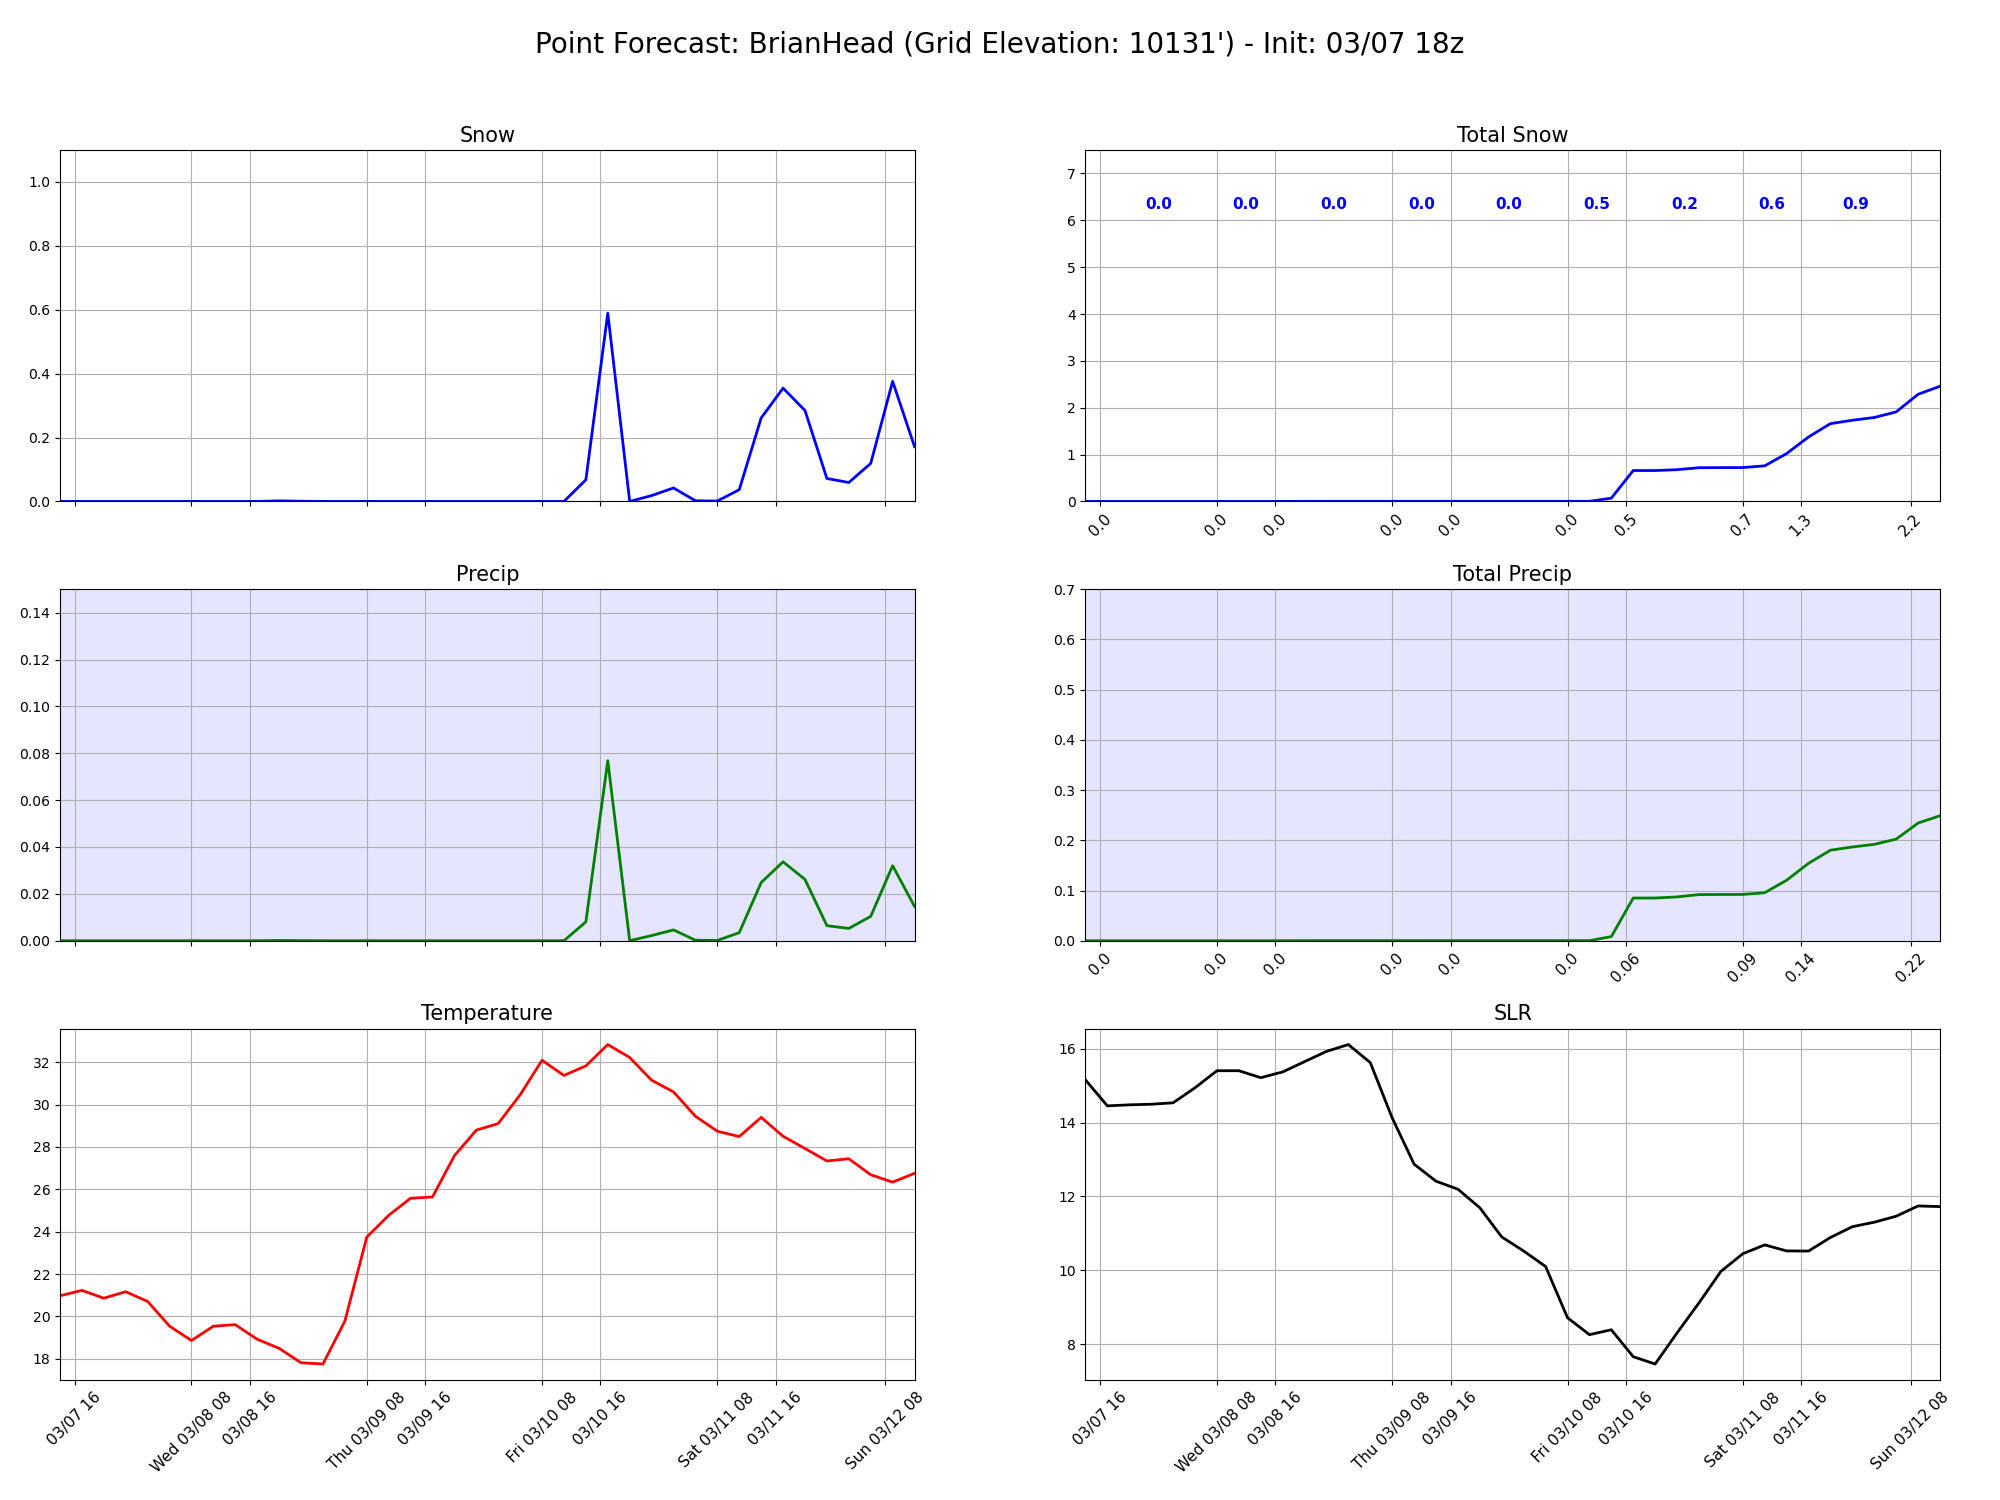 Point Forecast: BrianHead (Grid Elevation: 10131') - Init: 03/07 18z
Snow
1.0
0.8
0.6
0.4
0.2
0.0
Total Snow
7
6
5
4
3
2
1
0
0.0 0.0 0.0 0.0 0.0 0.5 0.2 0.6 0.9
0.0 0.0 0.0 0.0 0.0 0.0 0.5 0.7 1.3 2.2
Precip
0.14
0.12
0.10
0.08
0.06
0.04
0.02
0.00
Total Precip
0.7
0.6
0.5
0.4
0.3
0.2
0.1
0.0
0.0 0.0 0.0 0.0 0.0 0.0 0.06 0.09 0.14 0.22
Temperature
32
30
28
26
24
22
20
18
03/07 16
Wed 03/08 08
03/08 16
Thu 03/09 08
03/09 16
Fri 03/10 08
03/10 16
Sat 03/11 08
03/11 16
Sun 03/12 08
SLR
16
14
12
10
8
03/07 16
Wed 03/08 08
03/08 16
Thu 03/09 08
03/09 16
Fri 03/10 08
03/10 16
Sat 03/11 08
03/11 16
Sun 03/12 08